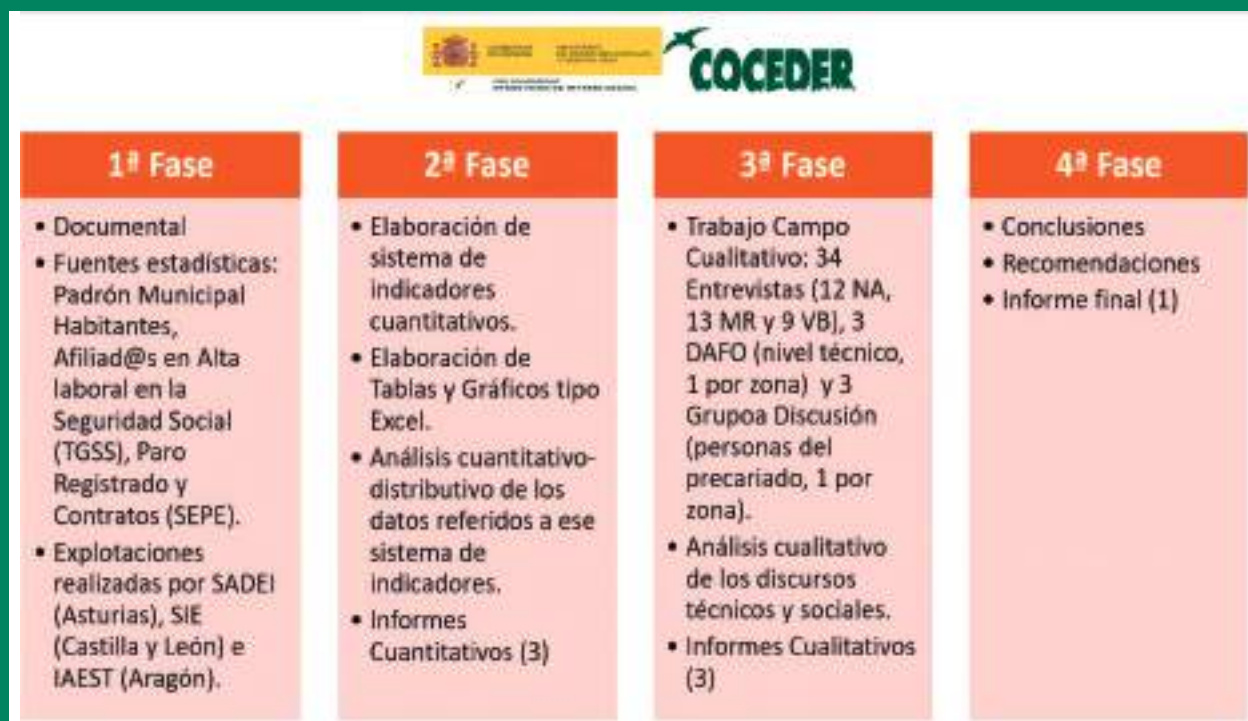 COCEDER
1ª Fase
• Documental
• Fuentes estadísticas:
Padrón Municipal
Habitantes,
Afiliad@s en Alta
laboral en la
Seguridad Social
(TGSS), Paro
Registrado y
Contratos (SEPE).
• Explotaciones
realizadas por SADEI
(Asturias), SIE
(Castilla y León) e
IAEST (Aragón).
2ª Fase
• Elaboración de
sistema de
indicadores
cuantitativos.
• Elaboración de
Tablas y Gráficos tipo
Excel.
• Análisis cuantitativo-
distributivo de los
datos referidos a ese
sistema de
indicadores.
• Informes
Cuantitativos (3)
3ª Fase
• Trabajo Campo
Cualitativo: 34
Entrevistas (12 NA,
13 MR y 9 VB), 3
DAFO (nivel técnico,
1 por zona) y 3
Grupoa Discusión
(personas del
precariado, 1 por
zona).
• Análisis cualitativo
de los discursos
técnicos y sociales.
• Informes Cualitativos
(3)
4ª Fase
• Conclusiones
• Recomendaciones
• Informe final (1)